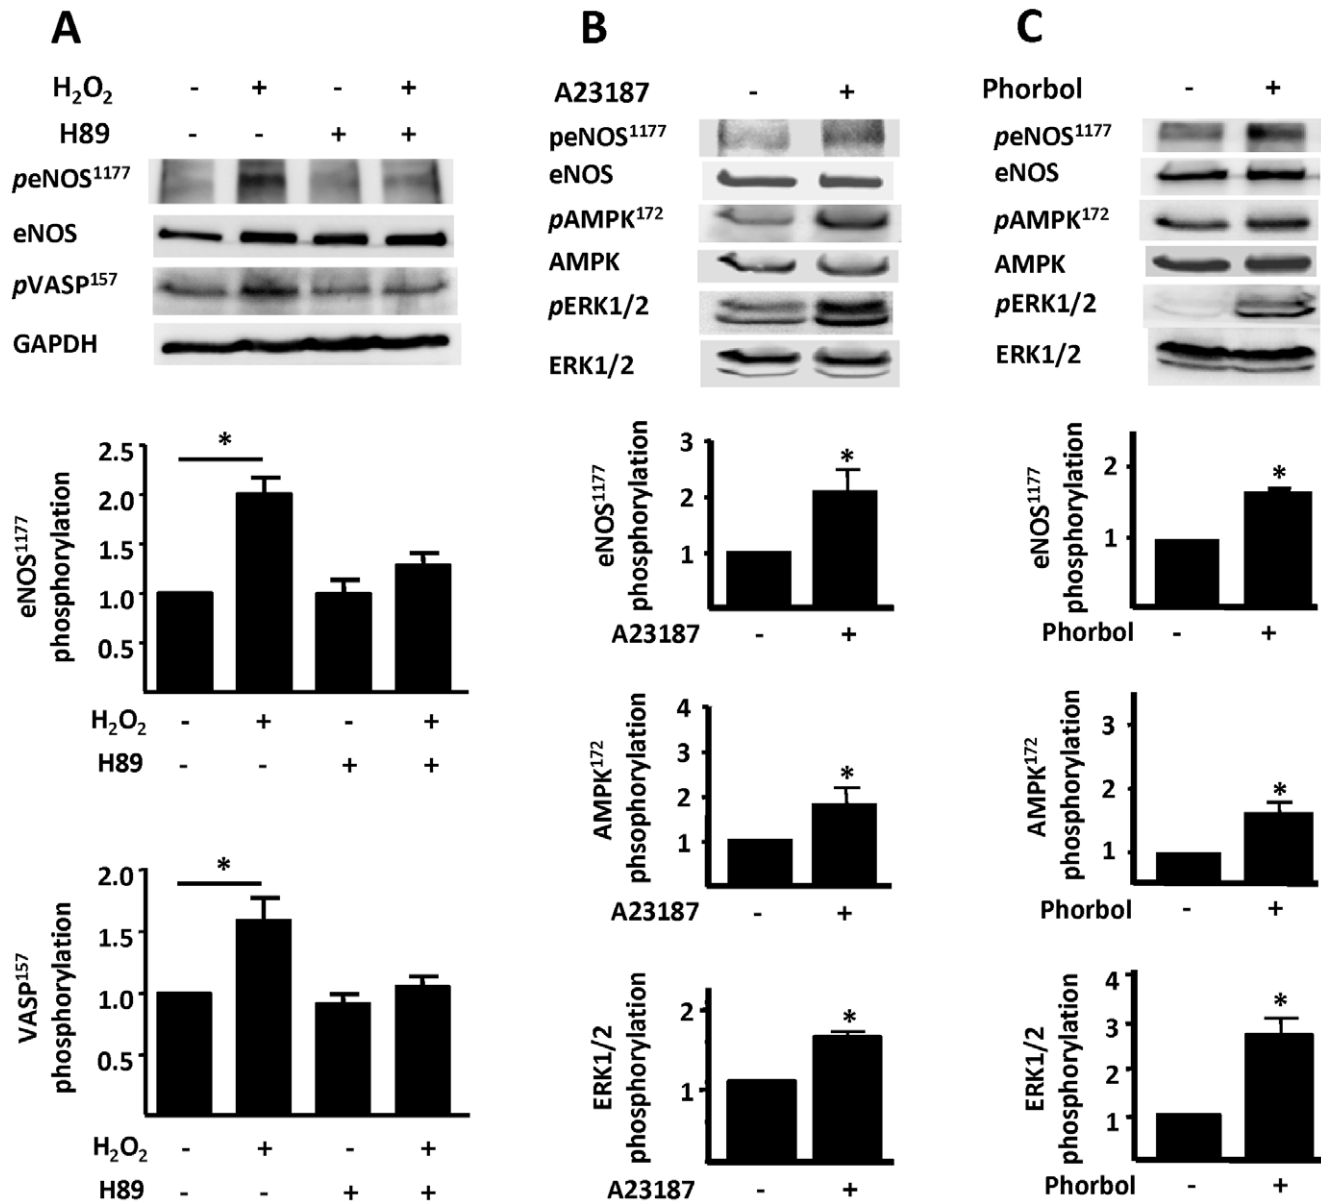 A
H₂O₂ - + - +
H89 - - + +
peNOS¹¹⁷⁷
eNOS
pVASP¹⁵⁷
GAPDH
*
2.5
2.0
1.5
1.0
0.5
eNOS¹¹⁷⁷
phosphorylation
H₂O₂ - + - +
H89 - - + +
*
2.0
1.5
1.0
0.5
VASP¹⁵⁷
phosphorylation
H₂O₂ - + - +
H89 - - + +
B
A23187 - +
peNOS¹¹⁷⁷
eNOS
pAMPK¹⁷²
AMPK
pERK1/2
ERK1/2
3
2
1
*
eNOS¹¹⁷⁷
phosphorylation
A23187 - +
4
3
2
1
*
AMPK¹⁷²
phsophorylation
A23187 - +
2
1
*
ERK1/2
phosphorylation
A23187 - +
C
Phorbol - +
peNOS¹¹⁷⁷
eNOS
pAMPK¹⁷²
AMPK
pERK1/2
ERK1/2
2
1
*
eNOS¹¹⁷⁷
phosphorylation
Phorbol - +
3
2
1
*
AMPK¹⁷²
phosphorylation
Phorbol - +
4
3
2
1
*
ERK1/2
phosphorylation
Phorbol - +